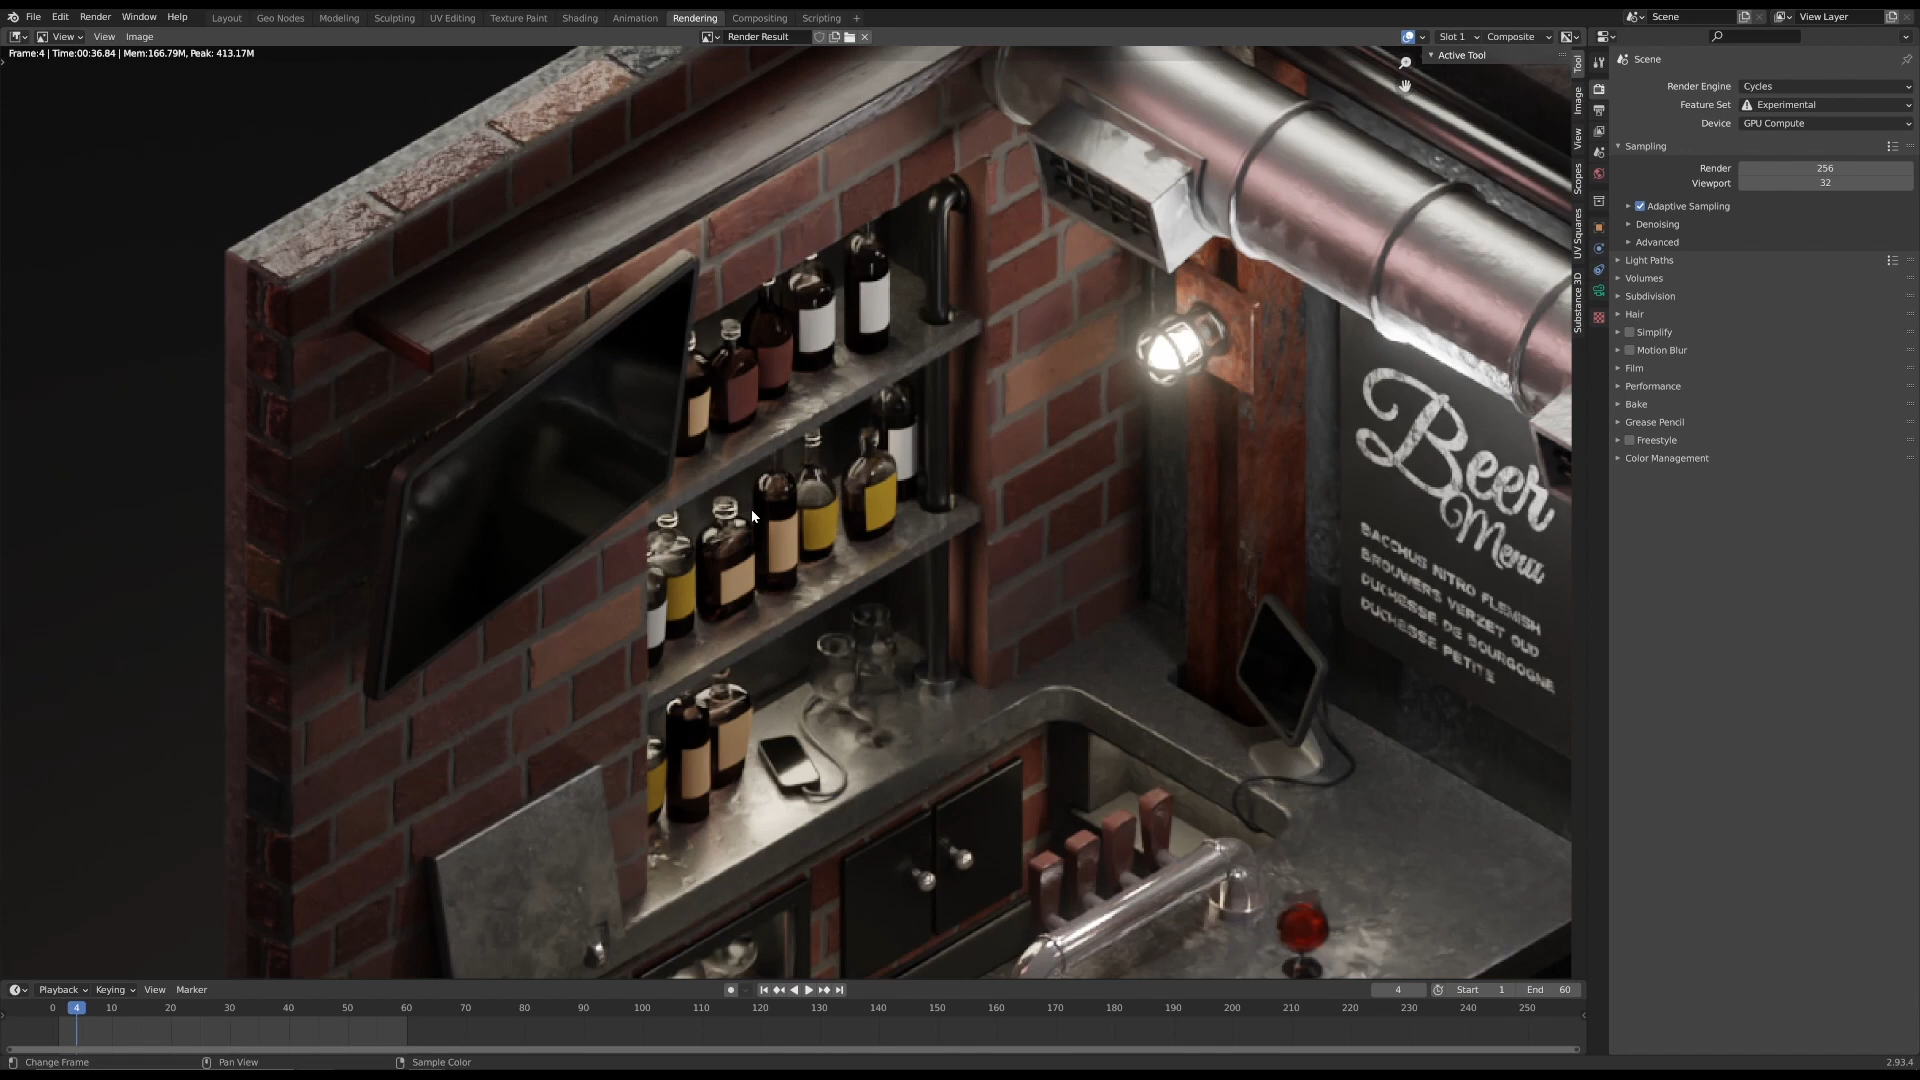 File Edit Render Window Help Layout Geo Nodes Modeling Sculpting UV Editing Texture Paint Shading Animation Rendering Compositing Scripting + Scene View Layer
View View Image Render Result Slot 1 Composite
Frame:4 | Time:00:36.84 | Mem:166.79M, Peak: 413.17M
Active Tool
Tool
Image
View
Scopes
UV Squares
Substance 3D
Scene
Render Engine Cycles
Feature Set Experimental
Device GPU Compute
Sampling
Render 256
Viewport 32
Adaptive Sampling
Denoising
Advanced
Light Paths
Volumes
Subdivision
Hair
Simplify
Motion Blur
Film
Performance
Bake
Grease Pencil
Freestyle
Color Management
Beer
Menu
BACCHUS NITRO FLEMISH
BROUWERS VERZET OUD
DUCHESSE DE BOURGOGNE
DUCHESSE PETITE
Playback Keying View Marker 4 Start 1 End 60
0 4 10 20 30 40 50 60 70 80 90 100 110 120 130 140 150 160 170 180 190 200 210 220 230 240 250
Change Frame Pan View Sample Color 2.93.4